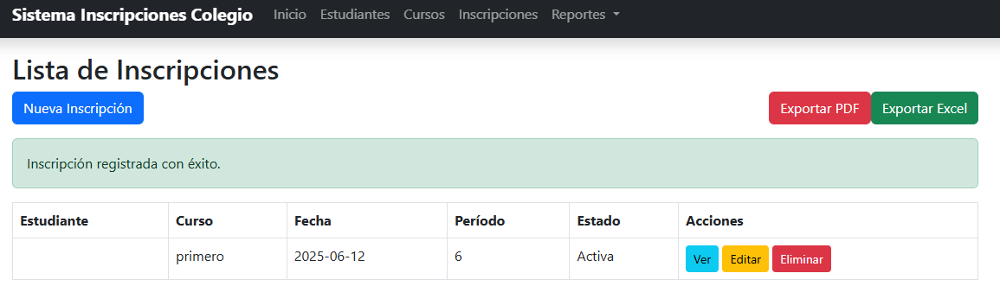 Sistema Inscripciones Colegio Inicio Estudiantes Cursos Inscripciones Reportes
Lista de Inscripciones
Nueva Inscripción Exportar PDF Exportar Excel
Inscripción registrada con éxito.
Estudiante Curso Fecha Período Estado Acciones
primero 2025-06-12 6 Activa Ver Editar Eliminar